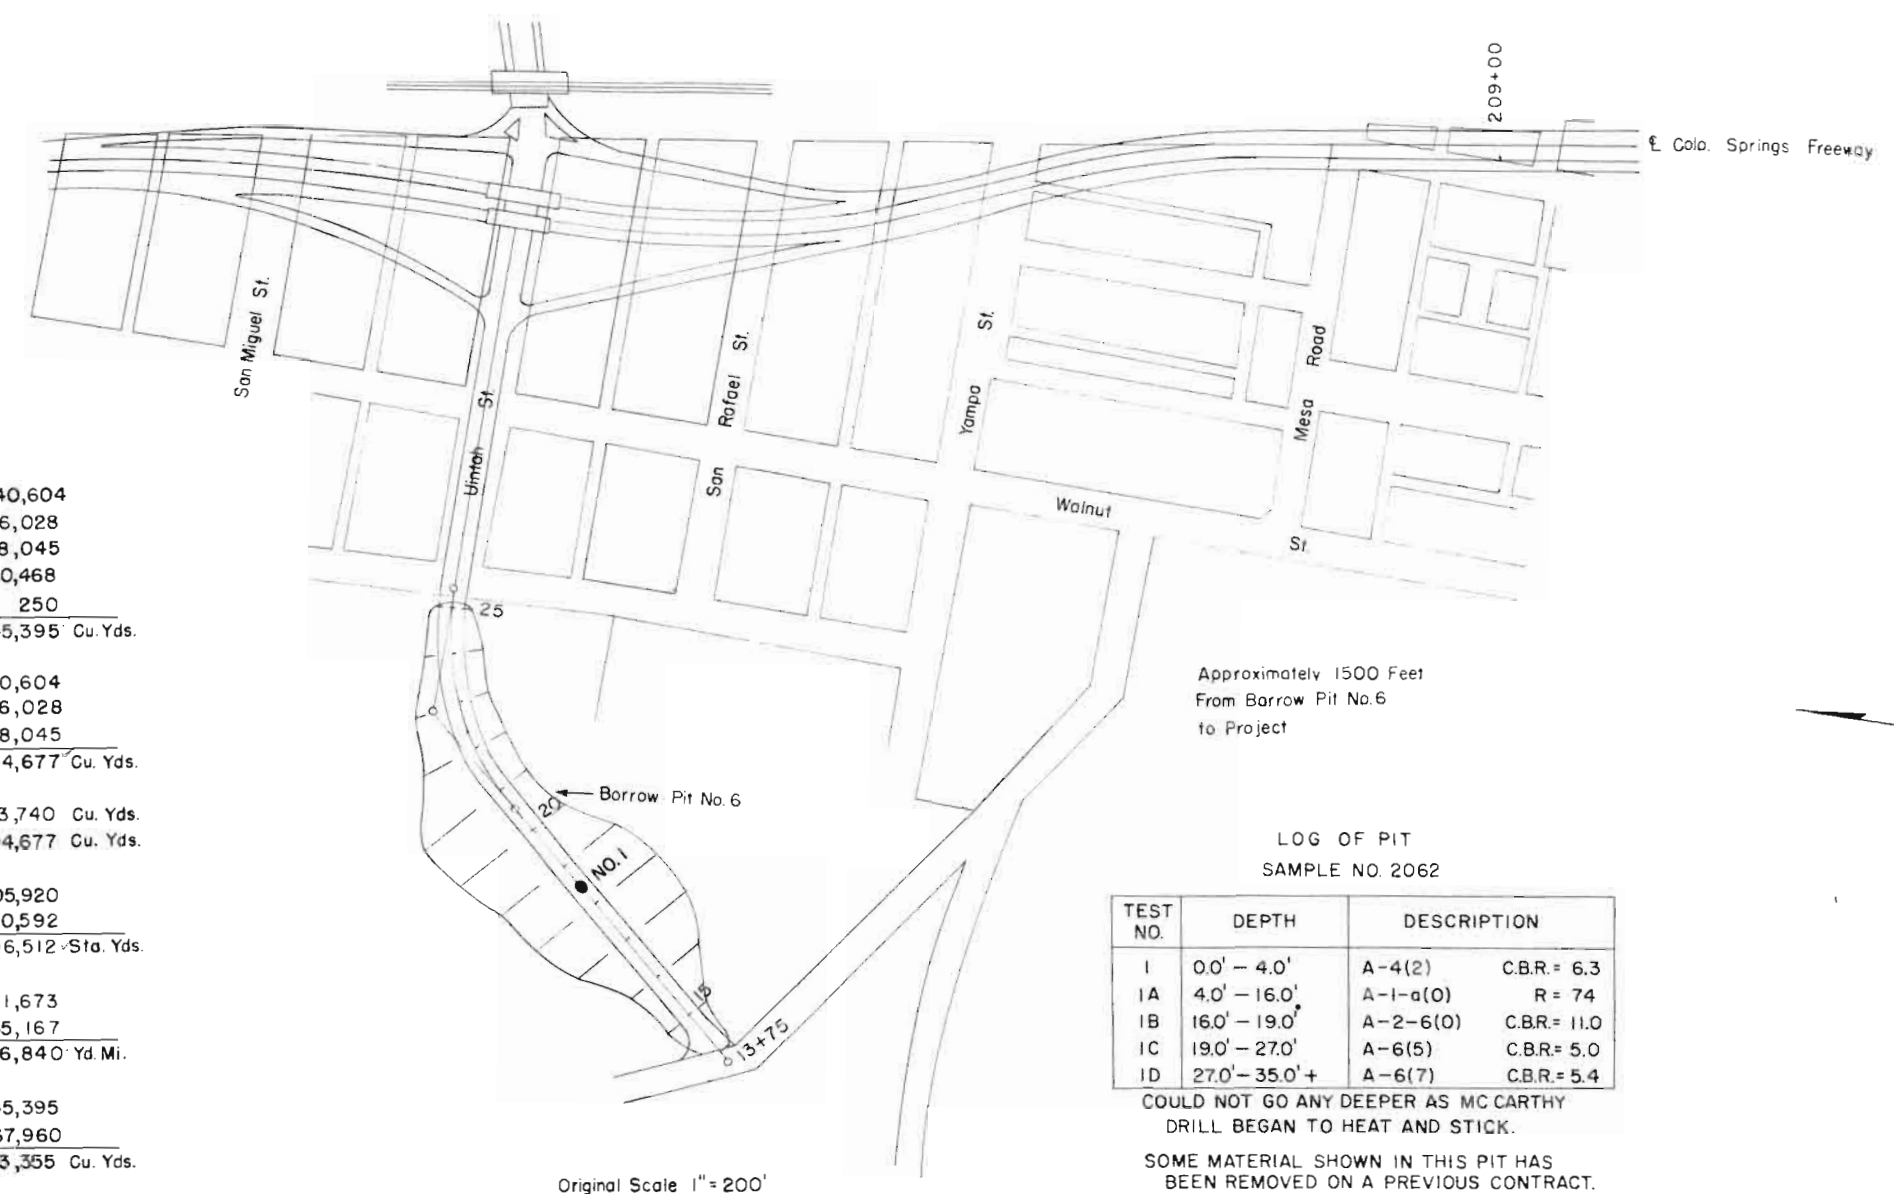 209+00
℄ Colo. Springs Freeway
San Miguel St.
Uintah St.
San Rafael St.
Yampa St.
Mesa Road
Walnut St.
40,604
6,028
8,045
0,468
250
5,395 Cu. Yds.
0,604
6,028
8,045
4,677 Cu. Yds.
3,740 Cu. Yds.
4,677 Cu. Yds.
05,920
0,592
6,512 Sta. Yds.
1,673
5,167
6,840 Yd. Mi.
5,395
67,960
3,355 Cu. Yds.
25
20
Borrow Pit No. 6
NO. 1
15
13+75
Approximately 1500 Feet
From Borrow Pit No. 6
to Project
LOG OF PIT
SAMPLE NO. 2062
TEST NO. DEPTH DESCRIPTION
1 0.0' – 4.0' A-4(2) C.B.R. = 6.3
1A 4.0' – 16.0' A-1-a(0) R = 74
1B 16.0' – 19.0' A-2-6(0) C.B.R. = 11.0
1C 19.0' – 27.0' A-6(5) C.B.R. = 5.0
1D 27.0' – 35.0' + A-6(7) C.B.R. = 5.4
COULD NOT GO ANY DEEPER AS MC CARTHY
DRILL BEGAN TO HEAT AND STICK.
SOME MATERIAL SHOWN IN THIS PIT HAS
BEEN REMOVED ON A PREVIOUS CONTRACT.
Original Scale 1" = 200'